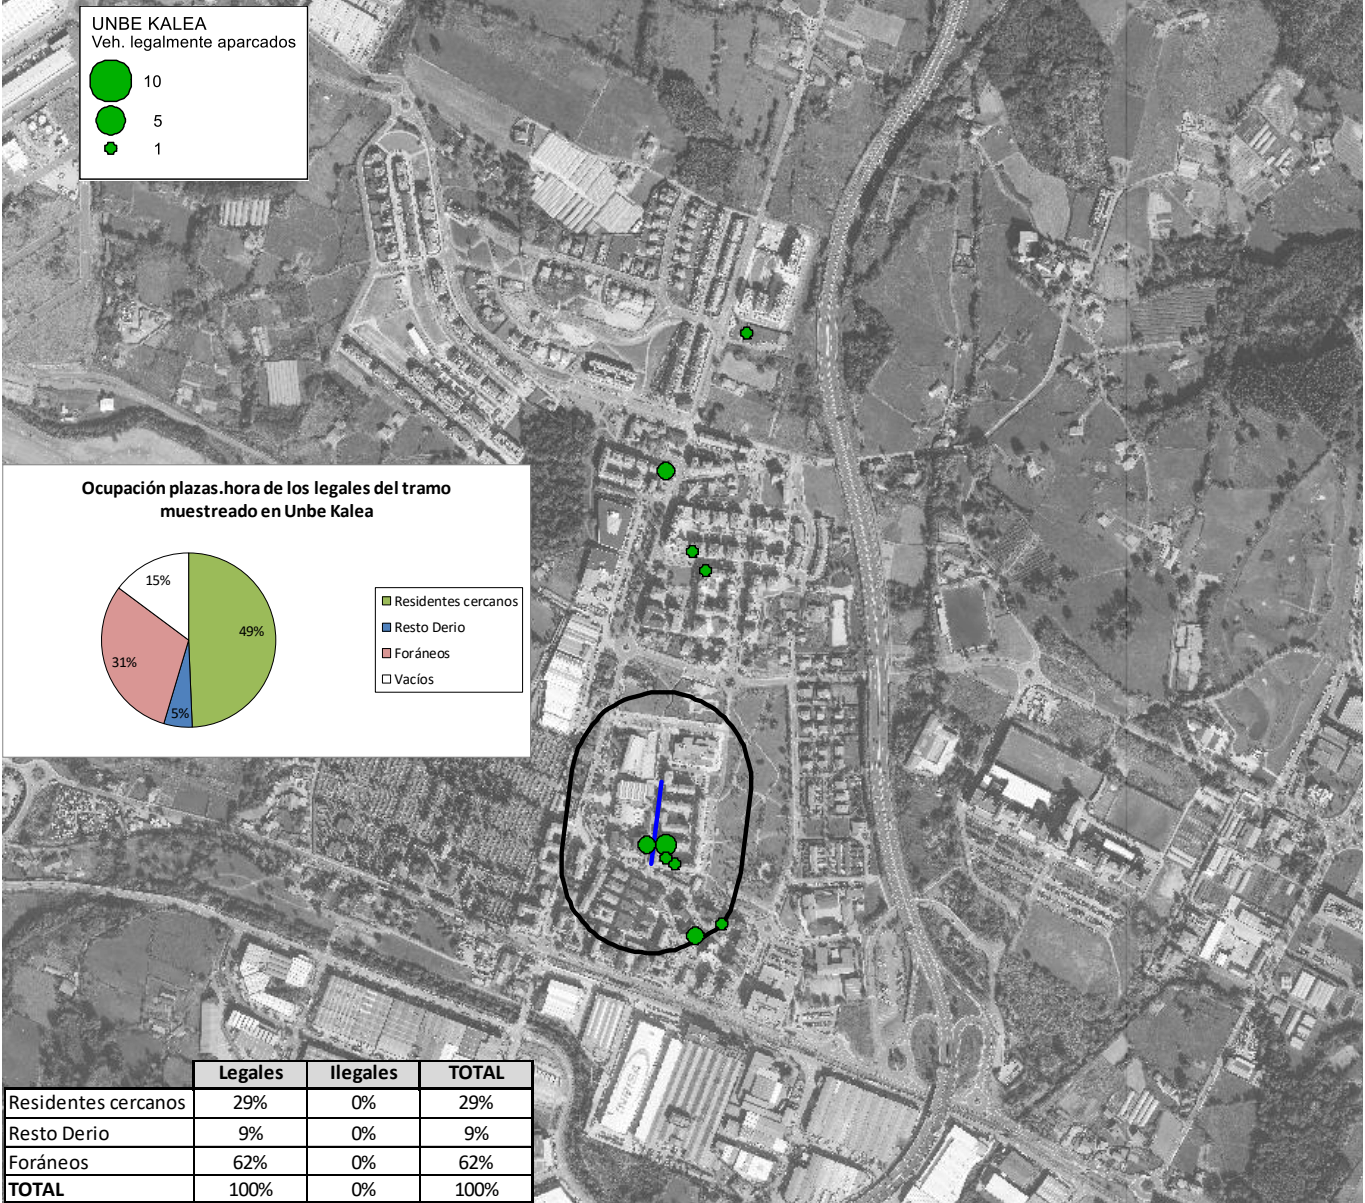 UNBE KALEA
Veh. legalmente aparcados
10
5
1
Ocupación plazas.hora de los legales del tramo
muestreado en Unbe Kalea
15%
49%
31%
5%
Residentes cercanos
Resto Derio
Foráneos
Vacíos
Legales Ilegales TOTAL
Residentes cercanos 29% 0% 29%
Resto Derio 9% 0% 9%
Foráneos 62% 0% 62%
TOTAL 100% 0% 100%